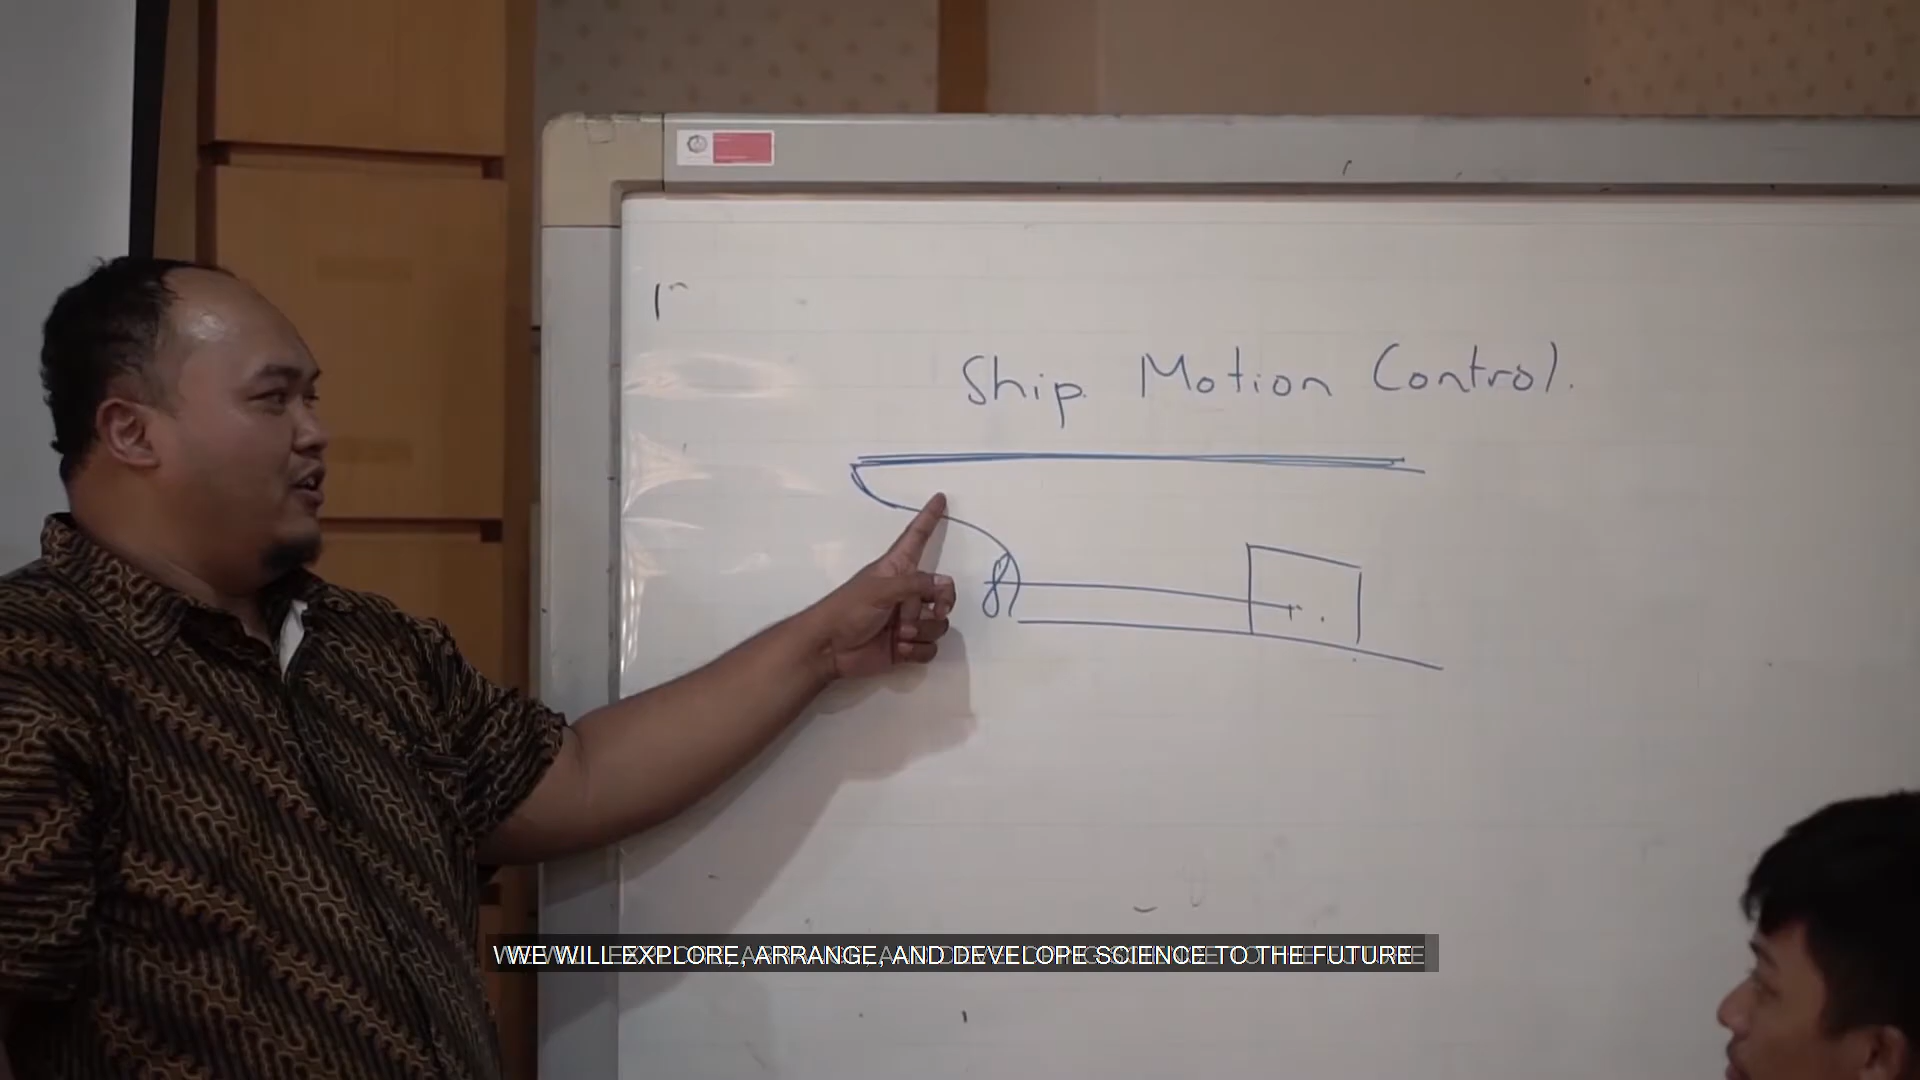 Ship Motion Control.
WE WILL EXPLORE, ARRANGE, AND DEVELOPE SCIENCE TO THE FUTURE